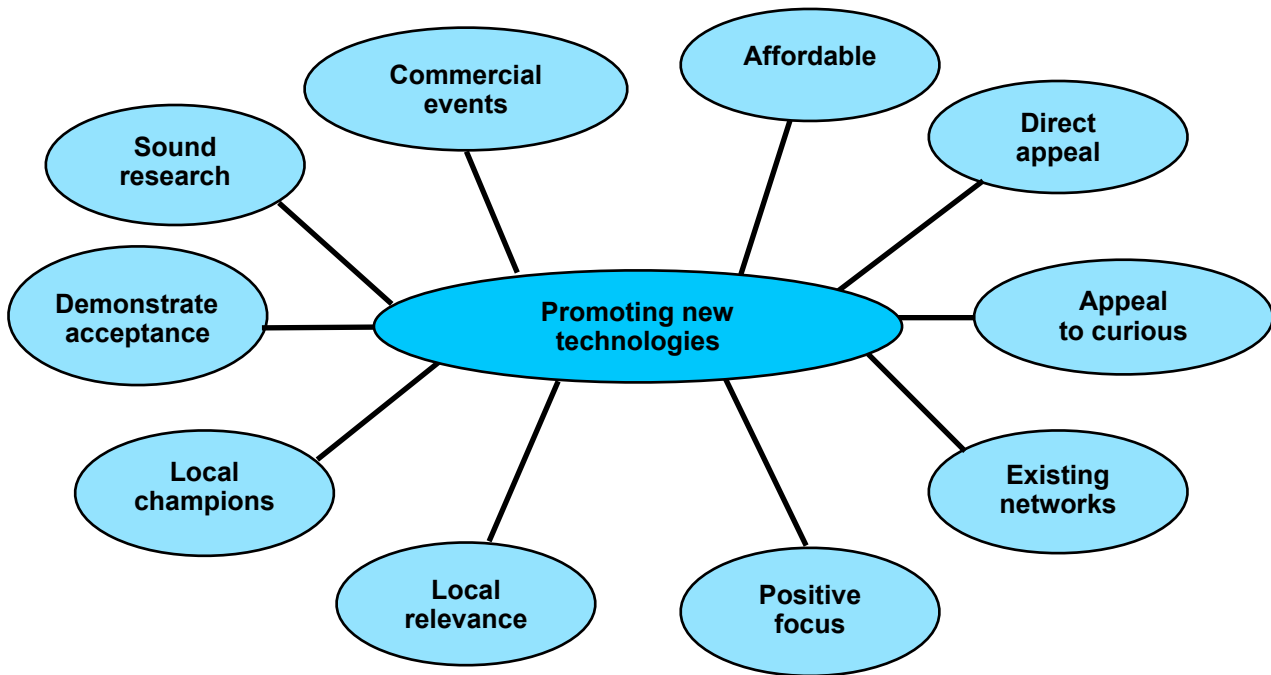 Commercial
events
Affordable
Direct
appeal
Sound
research
Demonstrate
acceptance
Promoting new
technologies
Appeal
to curious
Local
champions
Existing
networks
Local
relevance
Positive
focus